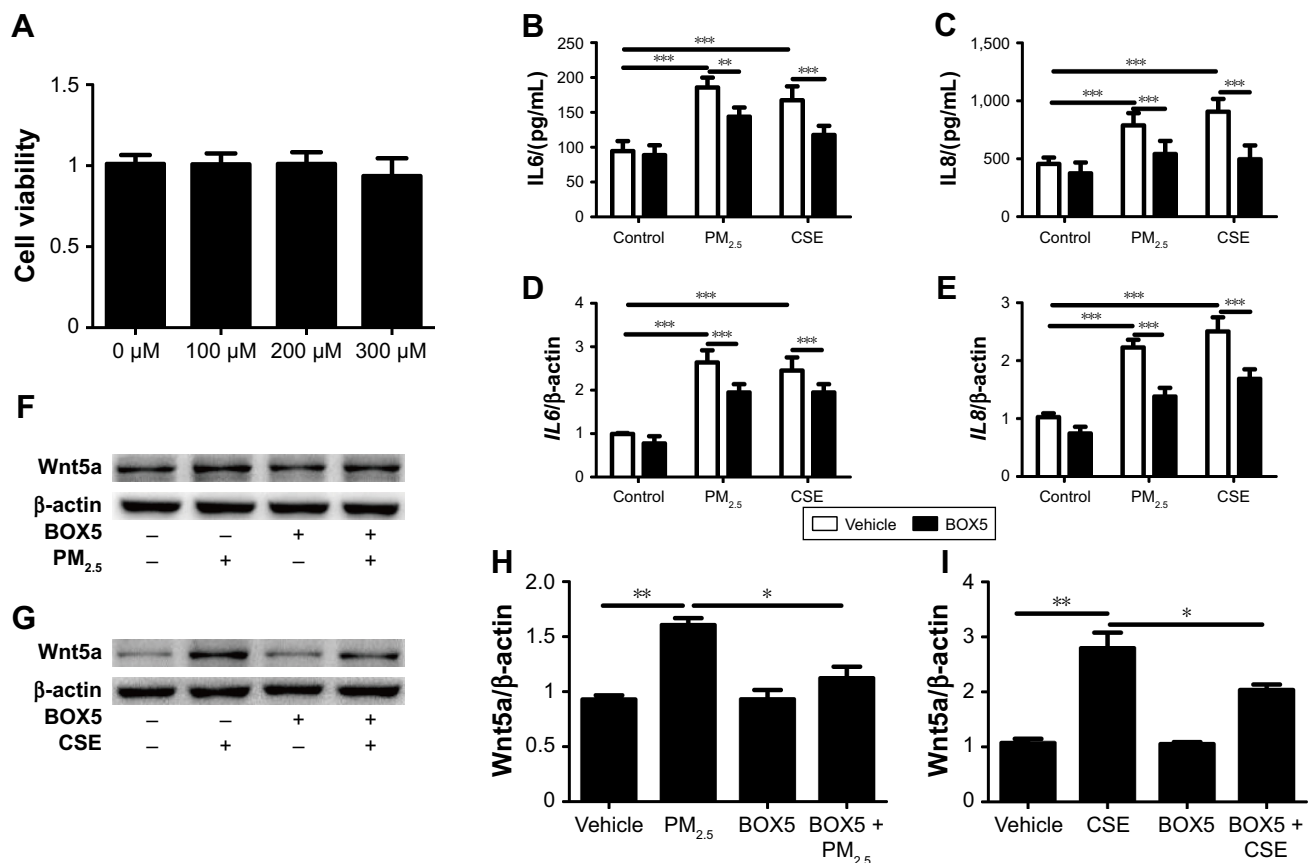 A
Cell viability
1.5
1
0.5
0
0 µM 100 µM 200 µM 300 µM
B
IL6/(pg/mL)
250
200
150
100
50
0
*** *** ** ***
Control PM2.5 CSE
C
IL8/(pg/mL)
1,500
1,000
500
0
*** *** *** ***
Control PM2.5 CSE
D
IL6/β-actin
4
3
2
1
0
*** *** *** ***
Control PM2.5 CSE
E
IL8/β-actin
3
2
1
0
*** *** *** ***
Control PM2.5 CSE
Vehicle BOX5
F
Wnt5a
β-actin
BOX5 – – + +
PM2.5 – + – +
G
Wnt5a
β-actin
BOX5 – – + +
CSE – + – +
H
Wnt5a/β-actin
2.0
1.5
1
0.5
0
** *
Vehicle PM2.5 BOX5 BOX5 +
PM2.5
I
Wnt5a/β-actin
4
3
2
1
0
** *
Vehicle CSE BOX5 BOX5 +
CSE